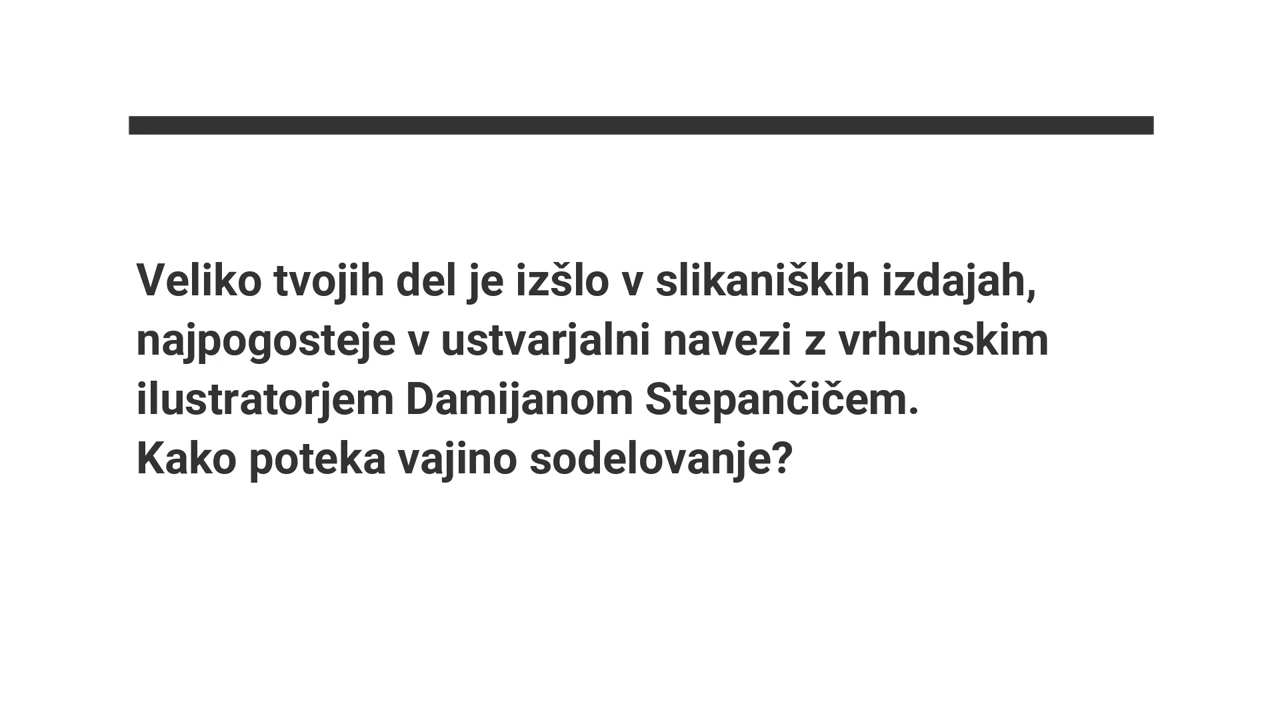 Veliko tvojih del je izšlo v slikaniških izdajah,
najpogosteje v ustvarjalni navezi z vrhunskim
ilustratorjem Damijanom Stepančičem.
Kako poteka vajino sodelovanje?